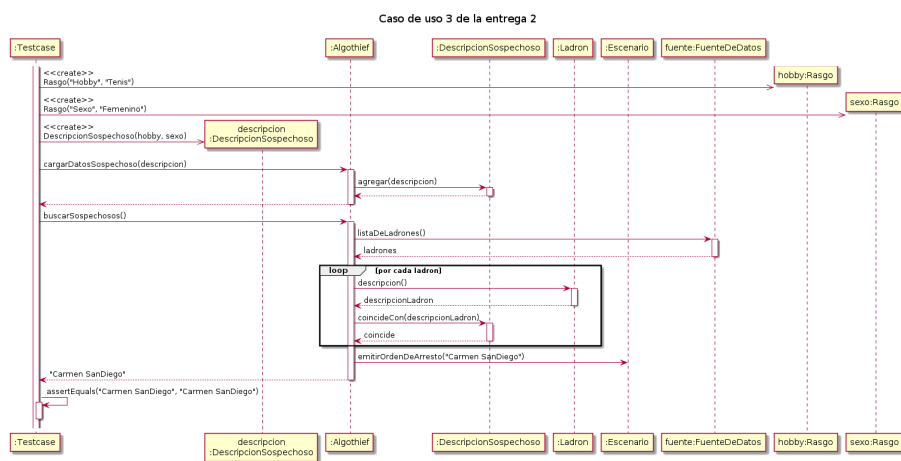 Caso de uso 3 de la entrega 2
:Testcase
:Algothief
:DescripcionSospechoso
:Ladron
:Escenario
fuente:FuenteDeDatos
<<create>>
Rasgo("Hobby", "Tenis")
hobby:Rasgo
<<create>>
Rasgo("Sexo", "Femenino")
sexo:Rasgo
<<create>>
DescripcionSospechoso(hobby, sexo)
descripcion
:DescripcionSospechoso
cargarDatosSospechoso(descripcion)
agregar(descripcion)
buscarSospechosos()
listaDeLadrones()
ladrones
loop [por cada ladron]
descripcion()
descripcionLadron
coincideCon(descripcionLadron)
coincide
emitirOrdenDeArresto("Carmen SanDiego")
"Carmen SanDiego"
assertEquals("Carmen SanDiego", "Carmen SanDiego")
:Testcase
descripcion
:DescripcionSospechoso
:Algothief
:DescripcionSospechoso
:Ladron
:Escenario
fuente:FuenteDeDatos
hobby:Rasgo
sexo:Rasgo